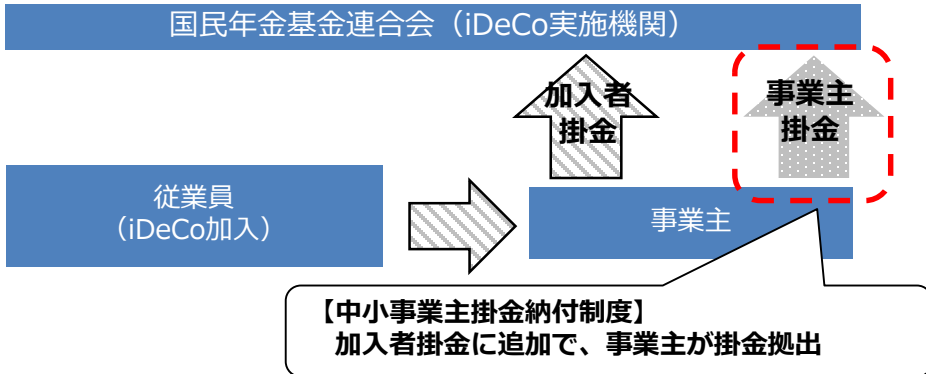 国民年金基金連合会（iDeCo実施機関）
加入者
掛金
事業主
掛金
従業員
（iDeCo加入）
事業主
【中小事業主掛金納付制度】
加入者掛金に追加で、事業主が掛金拠出